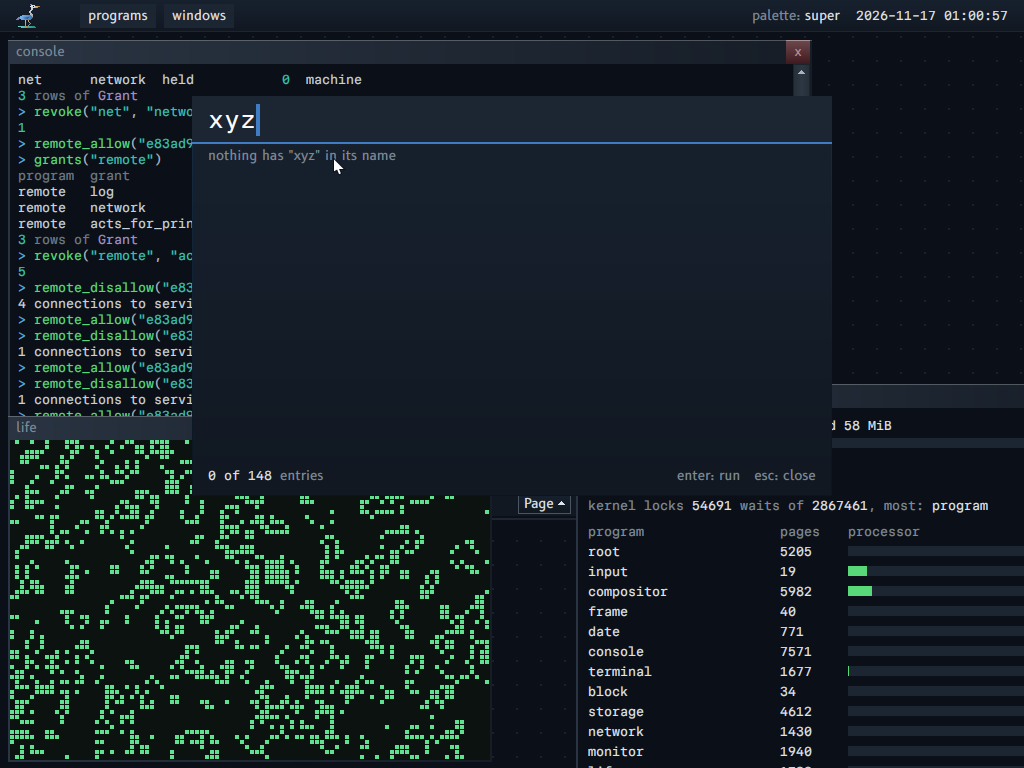 programs windows palette: super 2026-11-17 01:00:57
console x
net network held 0 machine
3 rows of Grant
> revoke("net", "netwo
1
> remote_allow("e83ad9
> grants("remote")
program grant
remote log
remote network
remote acts_for_prin
3 rows of Grant
> revoke("remote", "ac
5
> remote_disallow("e83
4 connections to servi
> remote_allow("e83ad9
> remote_disallow("e83
1 connections to servi
> remote_allow("e83ad9
> remote_disallow("e83
1 connections to servi
> remote_allow("e83ad9
xyz
nothing has "xyz" in its name
0 of 148 entries enter: run esc: close
life
Page
d 58 MiB
kernel locks 54691 waits of 2867461, most: program
program pages processor
root 5205
input 19
compositor 5982
frame 40
date 771
console 7571
terminal 1677
block 34
storage 4612
network 1430
monitor 1940